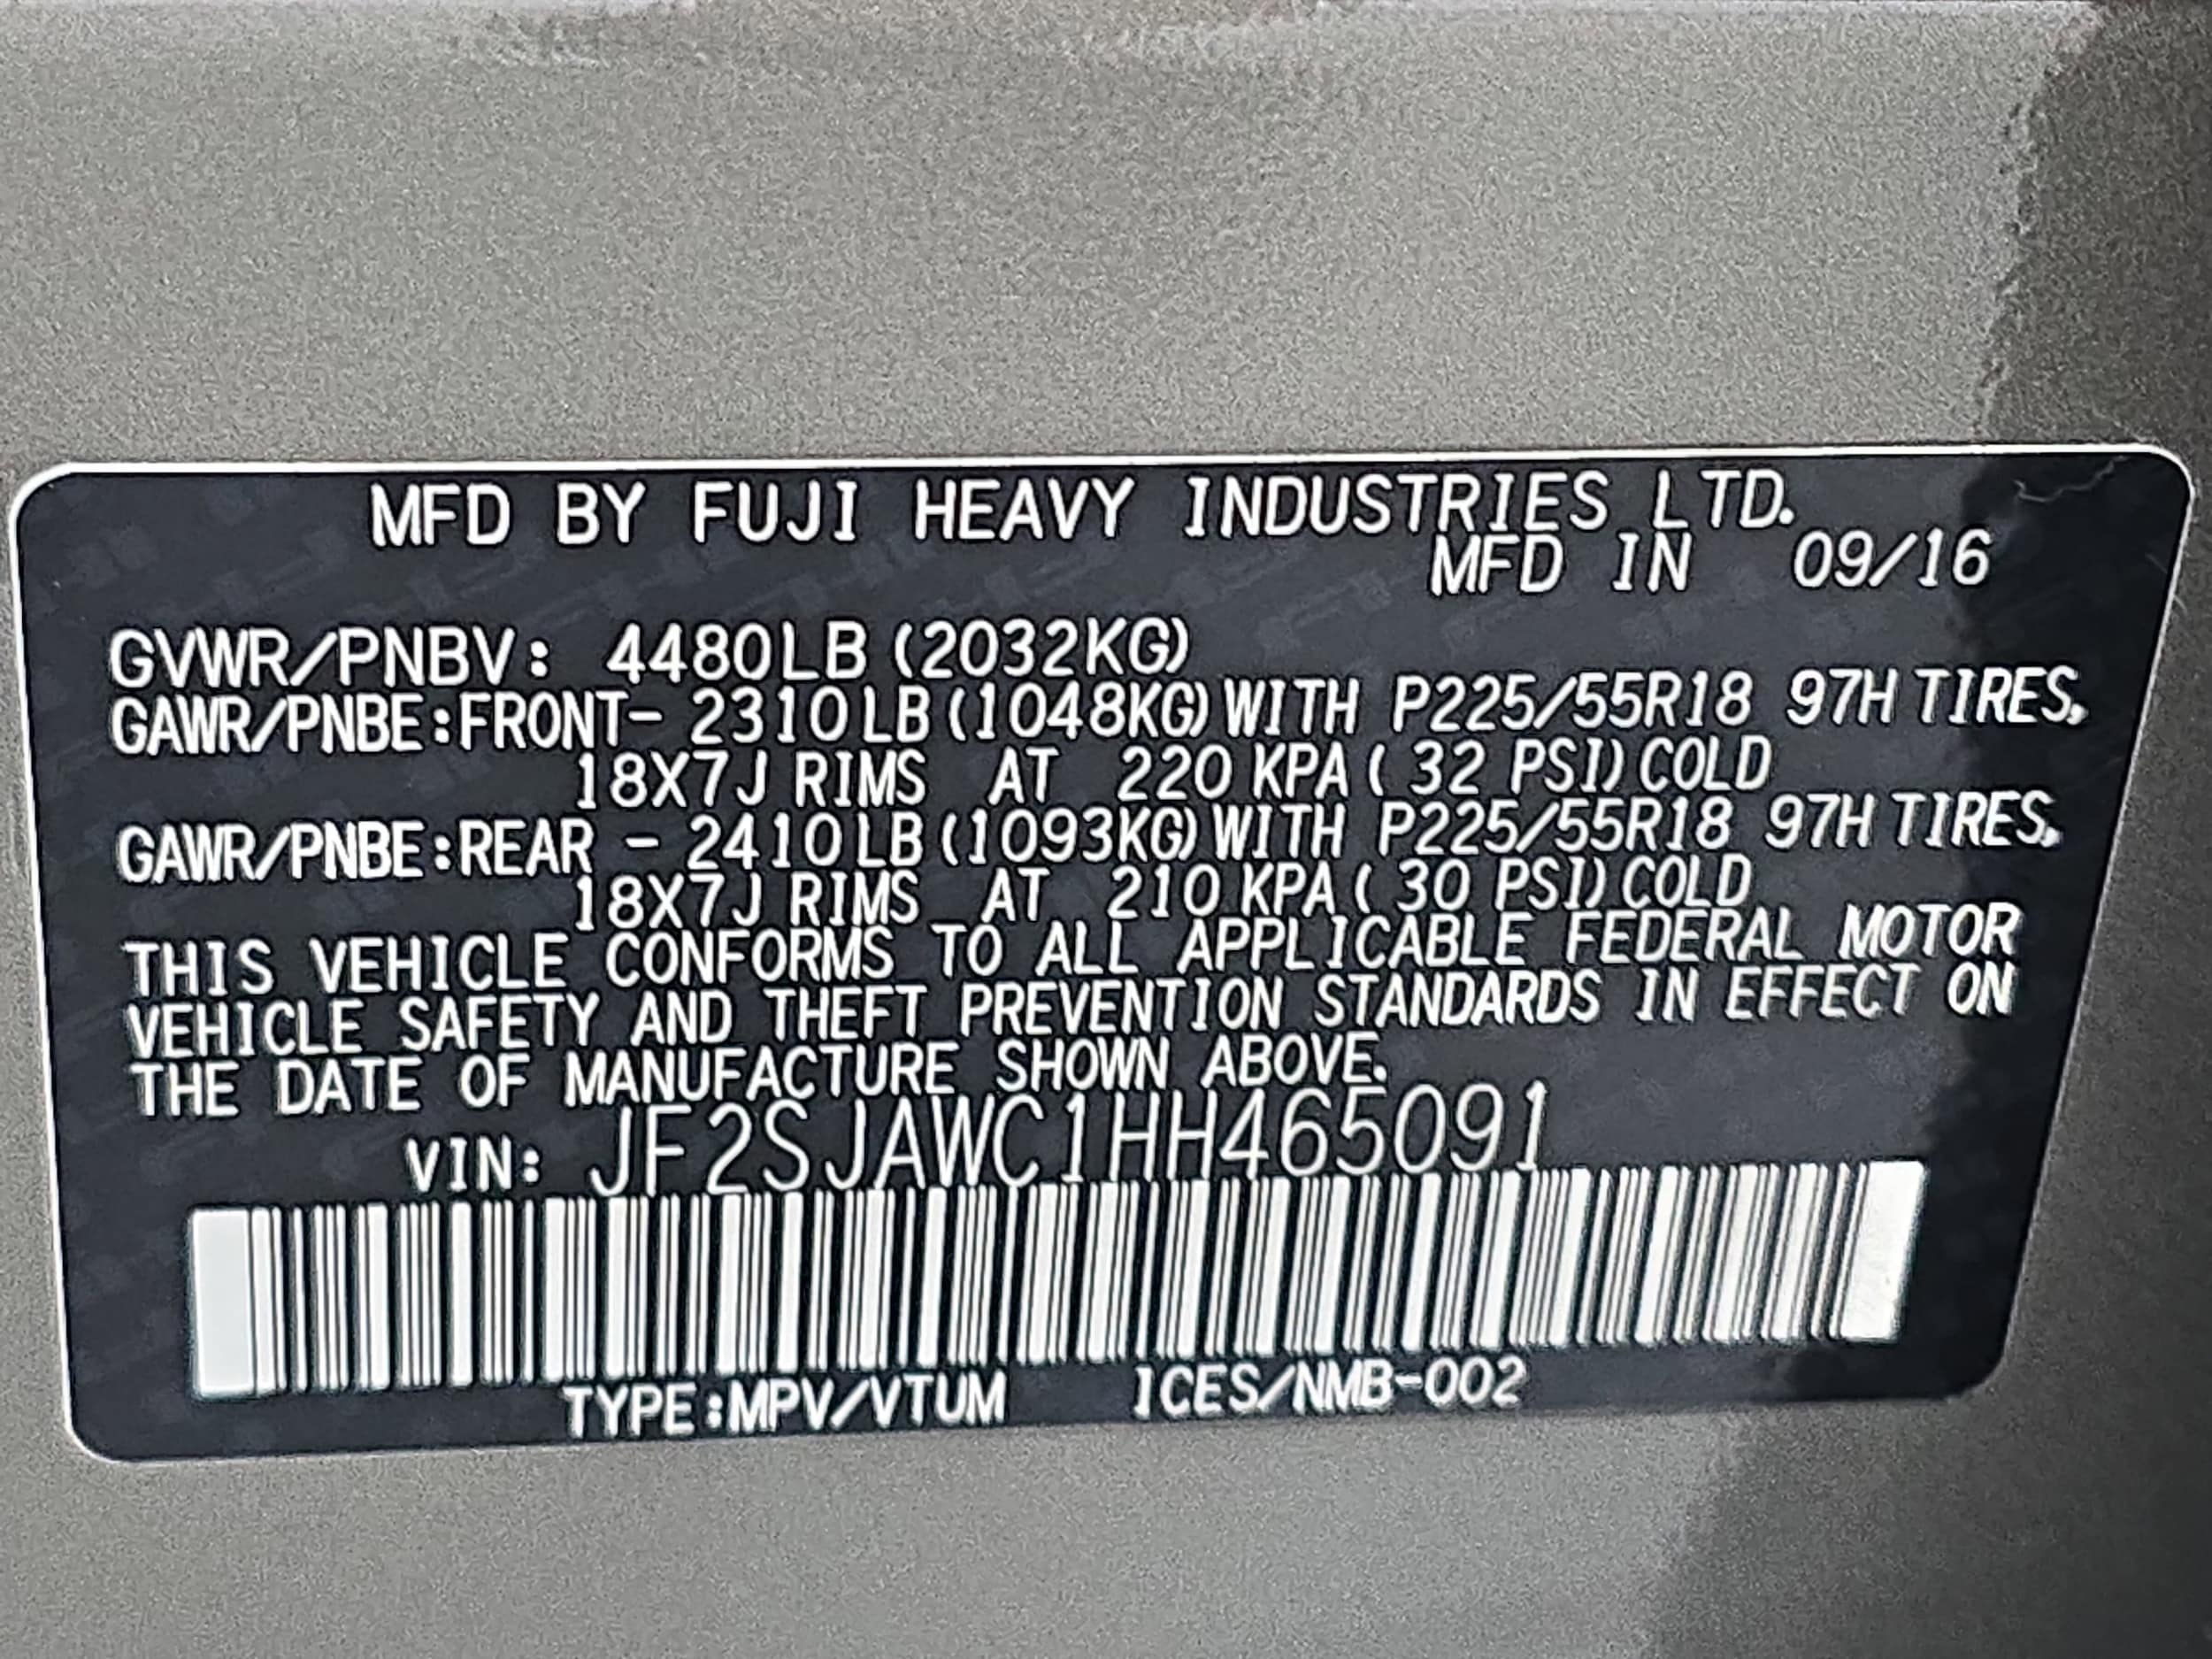 MFD BY FUJI HEAVY INDUSTRIES LTD.
MFD IN 09/16
GVWR/PNBV: 4480LB (2032KG)
GAWR/PNBE:FRONT- 2310LB (1048KG) WITH P225/55R18 97H TIRES,
18X7J RIMS AT 220 KPA ( 32 PSI) COLD
GAWR/PNBE:REAR - 2410LB (1093KG) WITH P225/55R18 97H TIRES,
18X7J RIMS AT 210 KPA ( 30 PSI) COLD
THIS VEHICLE CONFORMS TO ALL APPLICABLE FEDERAL MOTOR
VEHICLE SAFETY AND THEFT PREVENTION STANDARDS IN EFFECT ON
THE DATE OF MANUFACTURE SHOWN ABOVE.
VIN: JF2SJAWC1HH465091
TYPE:MPV/VTUM ICES/NMB-002